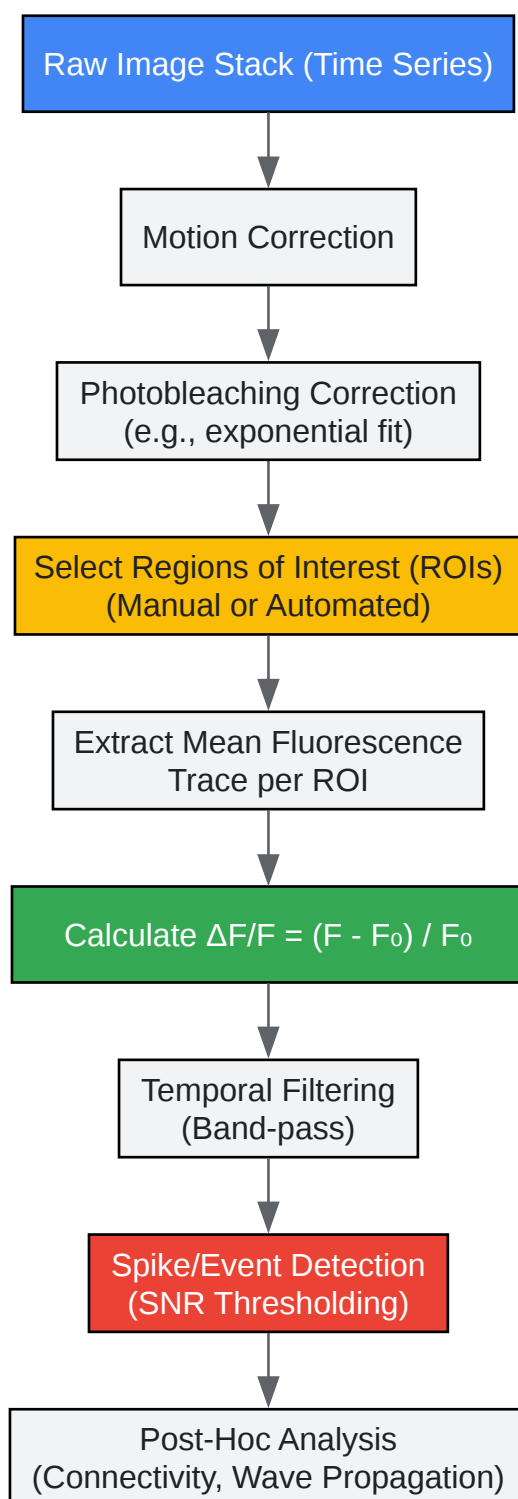 Raw Image Stack (Time Series)
Motion Correction
Photobleaching Correction
(e.g., exponential fit)
Select Regions of Interest (ROIs)
(Manual or Automated)
Extract Mean Fluorescence
Trace per ROI
Calculate ΔF/F = (F - F₀) / F₀
Temporal Filtering
(Band-pass)
Spike/Event Detection
(SNR Thresholding)
Post-Hoc Analysis
(Connectivity, Wave Propagation)